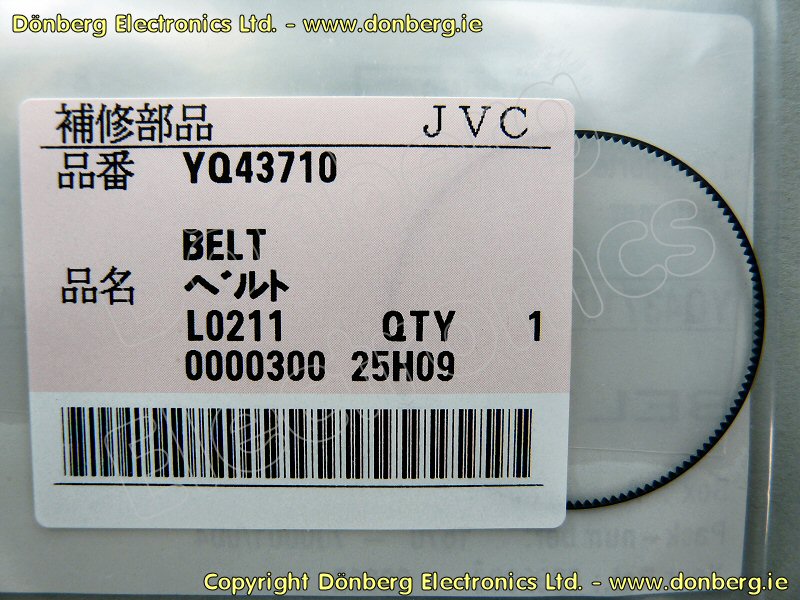 Dönberg Electronics Ltd. - www.donberg.ie
補修部品 JVC
品番 YQ43710
BELT
品名 ベルト
L0211 QTY 1
0000300 25H09
Copyright Dönberg Electronics Ltd. - www.donberg.ie